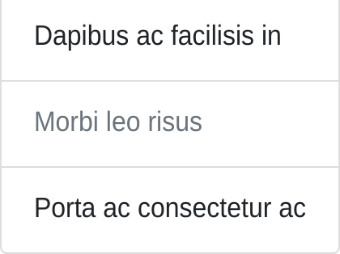 Dapibus ac facilisis in
Morbi leo risus
Porta ac consectetur ac